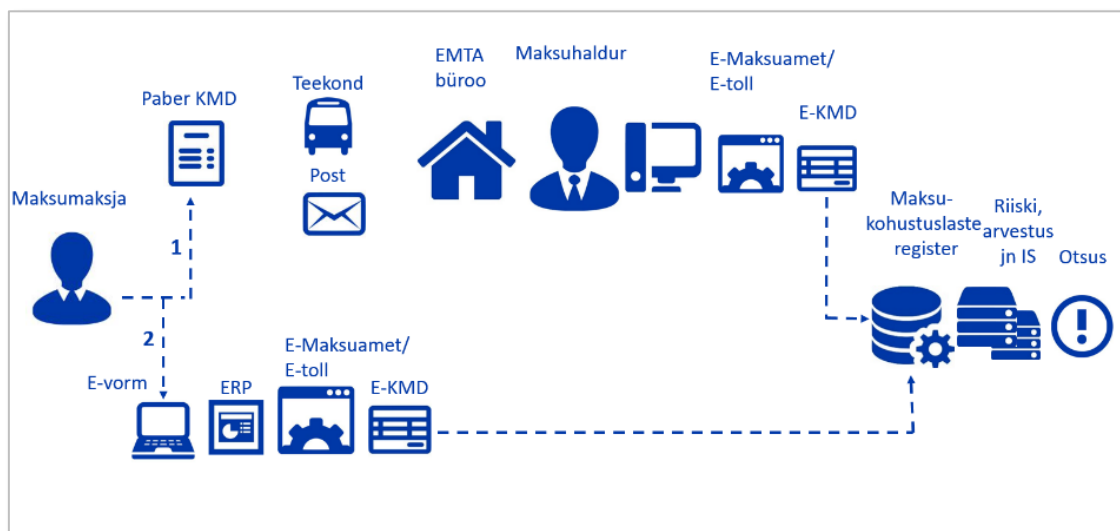 Paber KMD
Teekond
Post
EMTA
büroo
Maksuhaldur
E-Maksuamet/
E-toll
E-KMD
Maksumaksja
1
2
Maksu-
kohustuslaste
register
Riiski,
arvestus
jn IS
Otsus
E-vorm
ERP
E-Maksuamet/
E-toll
E-KMD